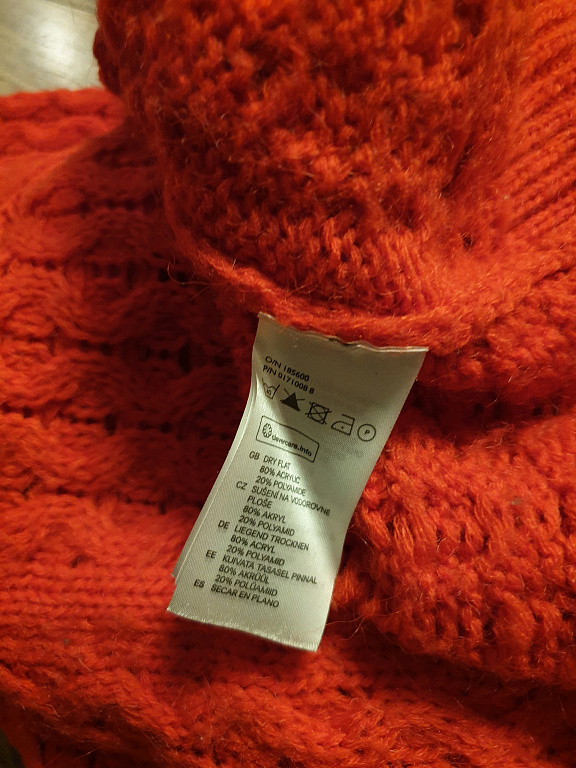 O/N 185600
P/N 0171008 8
P
clevercare.info
GB DRY FLAT
80% ACRYLIC
20% POLYAMIDE
CZ SUŠENÍ NA VODOROVNÉ
PLOŠE
80% AKRYL
20% POLYAMID
DE LIEGEND TROCKNEN
80% ACRYL
20% POLYAMID
EE KUIVATA TASASEL PINNAL
80% AKRÜÜL
20% POLÜAMIID
ES SECAR EN PLANO